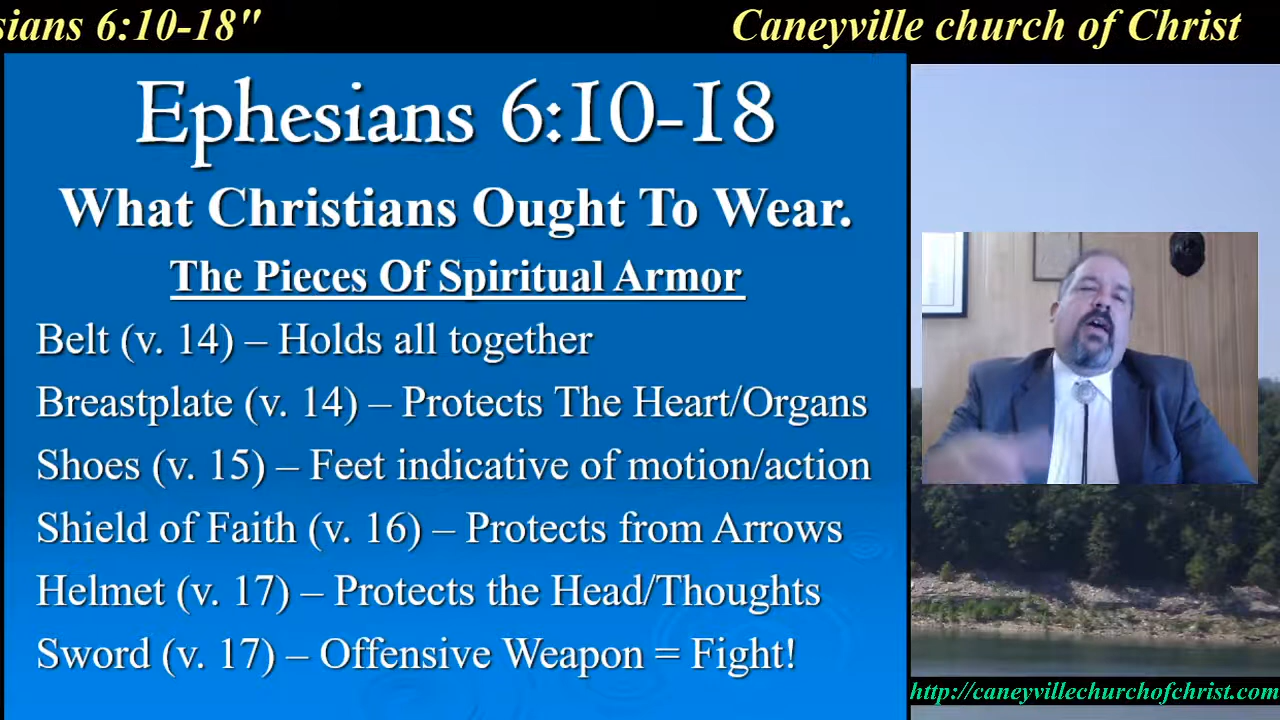 sians 6:10-18"
Caneyville church of Christ
Ephesians 6:10-18
What Christians Ought To Wear.
The Pieces Of Spiritual Armor
Belt (v. 14) – Holds all together
Breastplate (v. 14) – Protects The Heart/Organs
Shoes (v. 15) – Feet indicative of motion/action
Shield of Faith (v. 16) – Protects from Arrows
Helmet (v. 17) – Protects the Head/Thoughts
Sword (v. 17) – Offensive Weapon = Fight!
http://caneyvillechurchofchrist.com